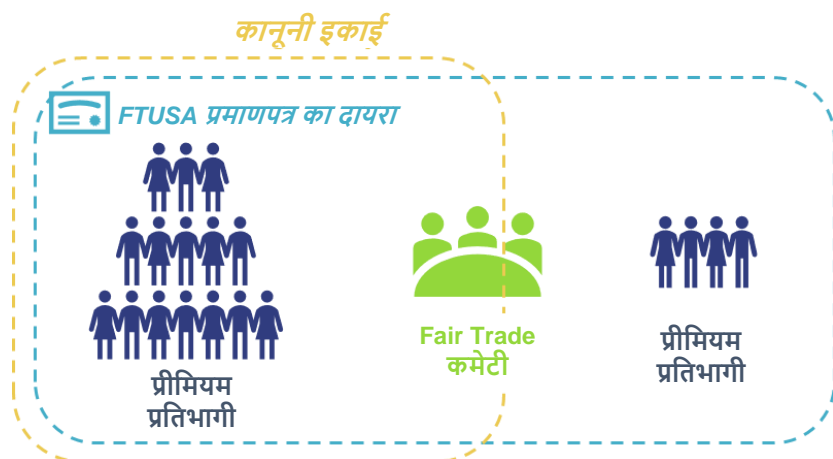 कानूनी इकाई
FTUSA प्रमाणपत्र का दायरा
Fair Trade
कमेटी
प्रीमियम
प्रतिभागी
प्रीमियम
प्रतिभागी